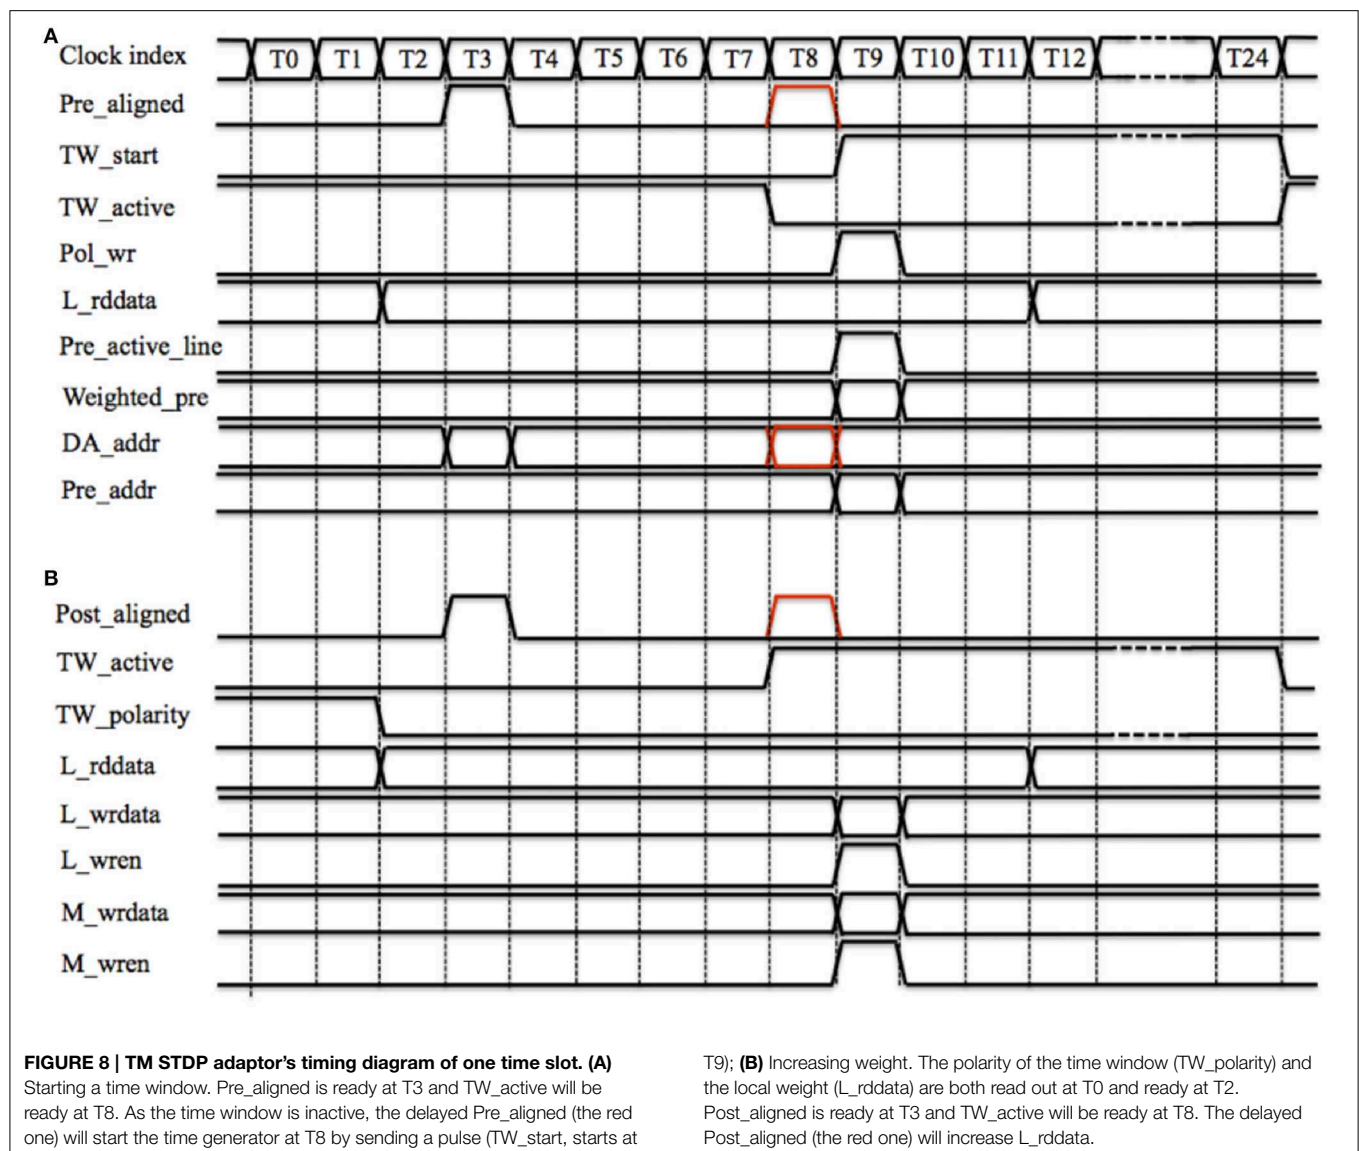 A
Clock index T0 T1 T2 T3 T4 T5 T6 T7 T8 T9 T10 T11 T12 T24
Pre_aligned
TW_start
TW_active
Pol_wr
L_rddata
Pre_active_line
Weighted_pre
DA_addr
Pre_addr
B
Post_aligned
TW_active
TW_polarity
L_rddata
L_wrdata
L_wren
M_wrdata
M_wren
FIGURE 8 | TM STDP adaptor's timing diagram of one time slot. (A)
Starting a time window. Pre_aligned is ready at T3 and TW_active will be
ready at T8. As the time window is inactive, the delayed Pre_aligned (the red
one) will start the time generator at T8 by sending a pulse (TW_start, starts at
T9); (B) Increasing weight. The polarity of the time window (TW_polarity) and
the local weight (L_rddata) are both read out at T0 and ready at T2.
Post_aligned is ready at T3 and TW_active will be ready at T8. The delayed
Post_aligned (the red one) will increase L_rddata.